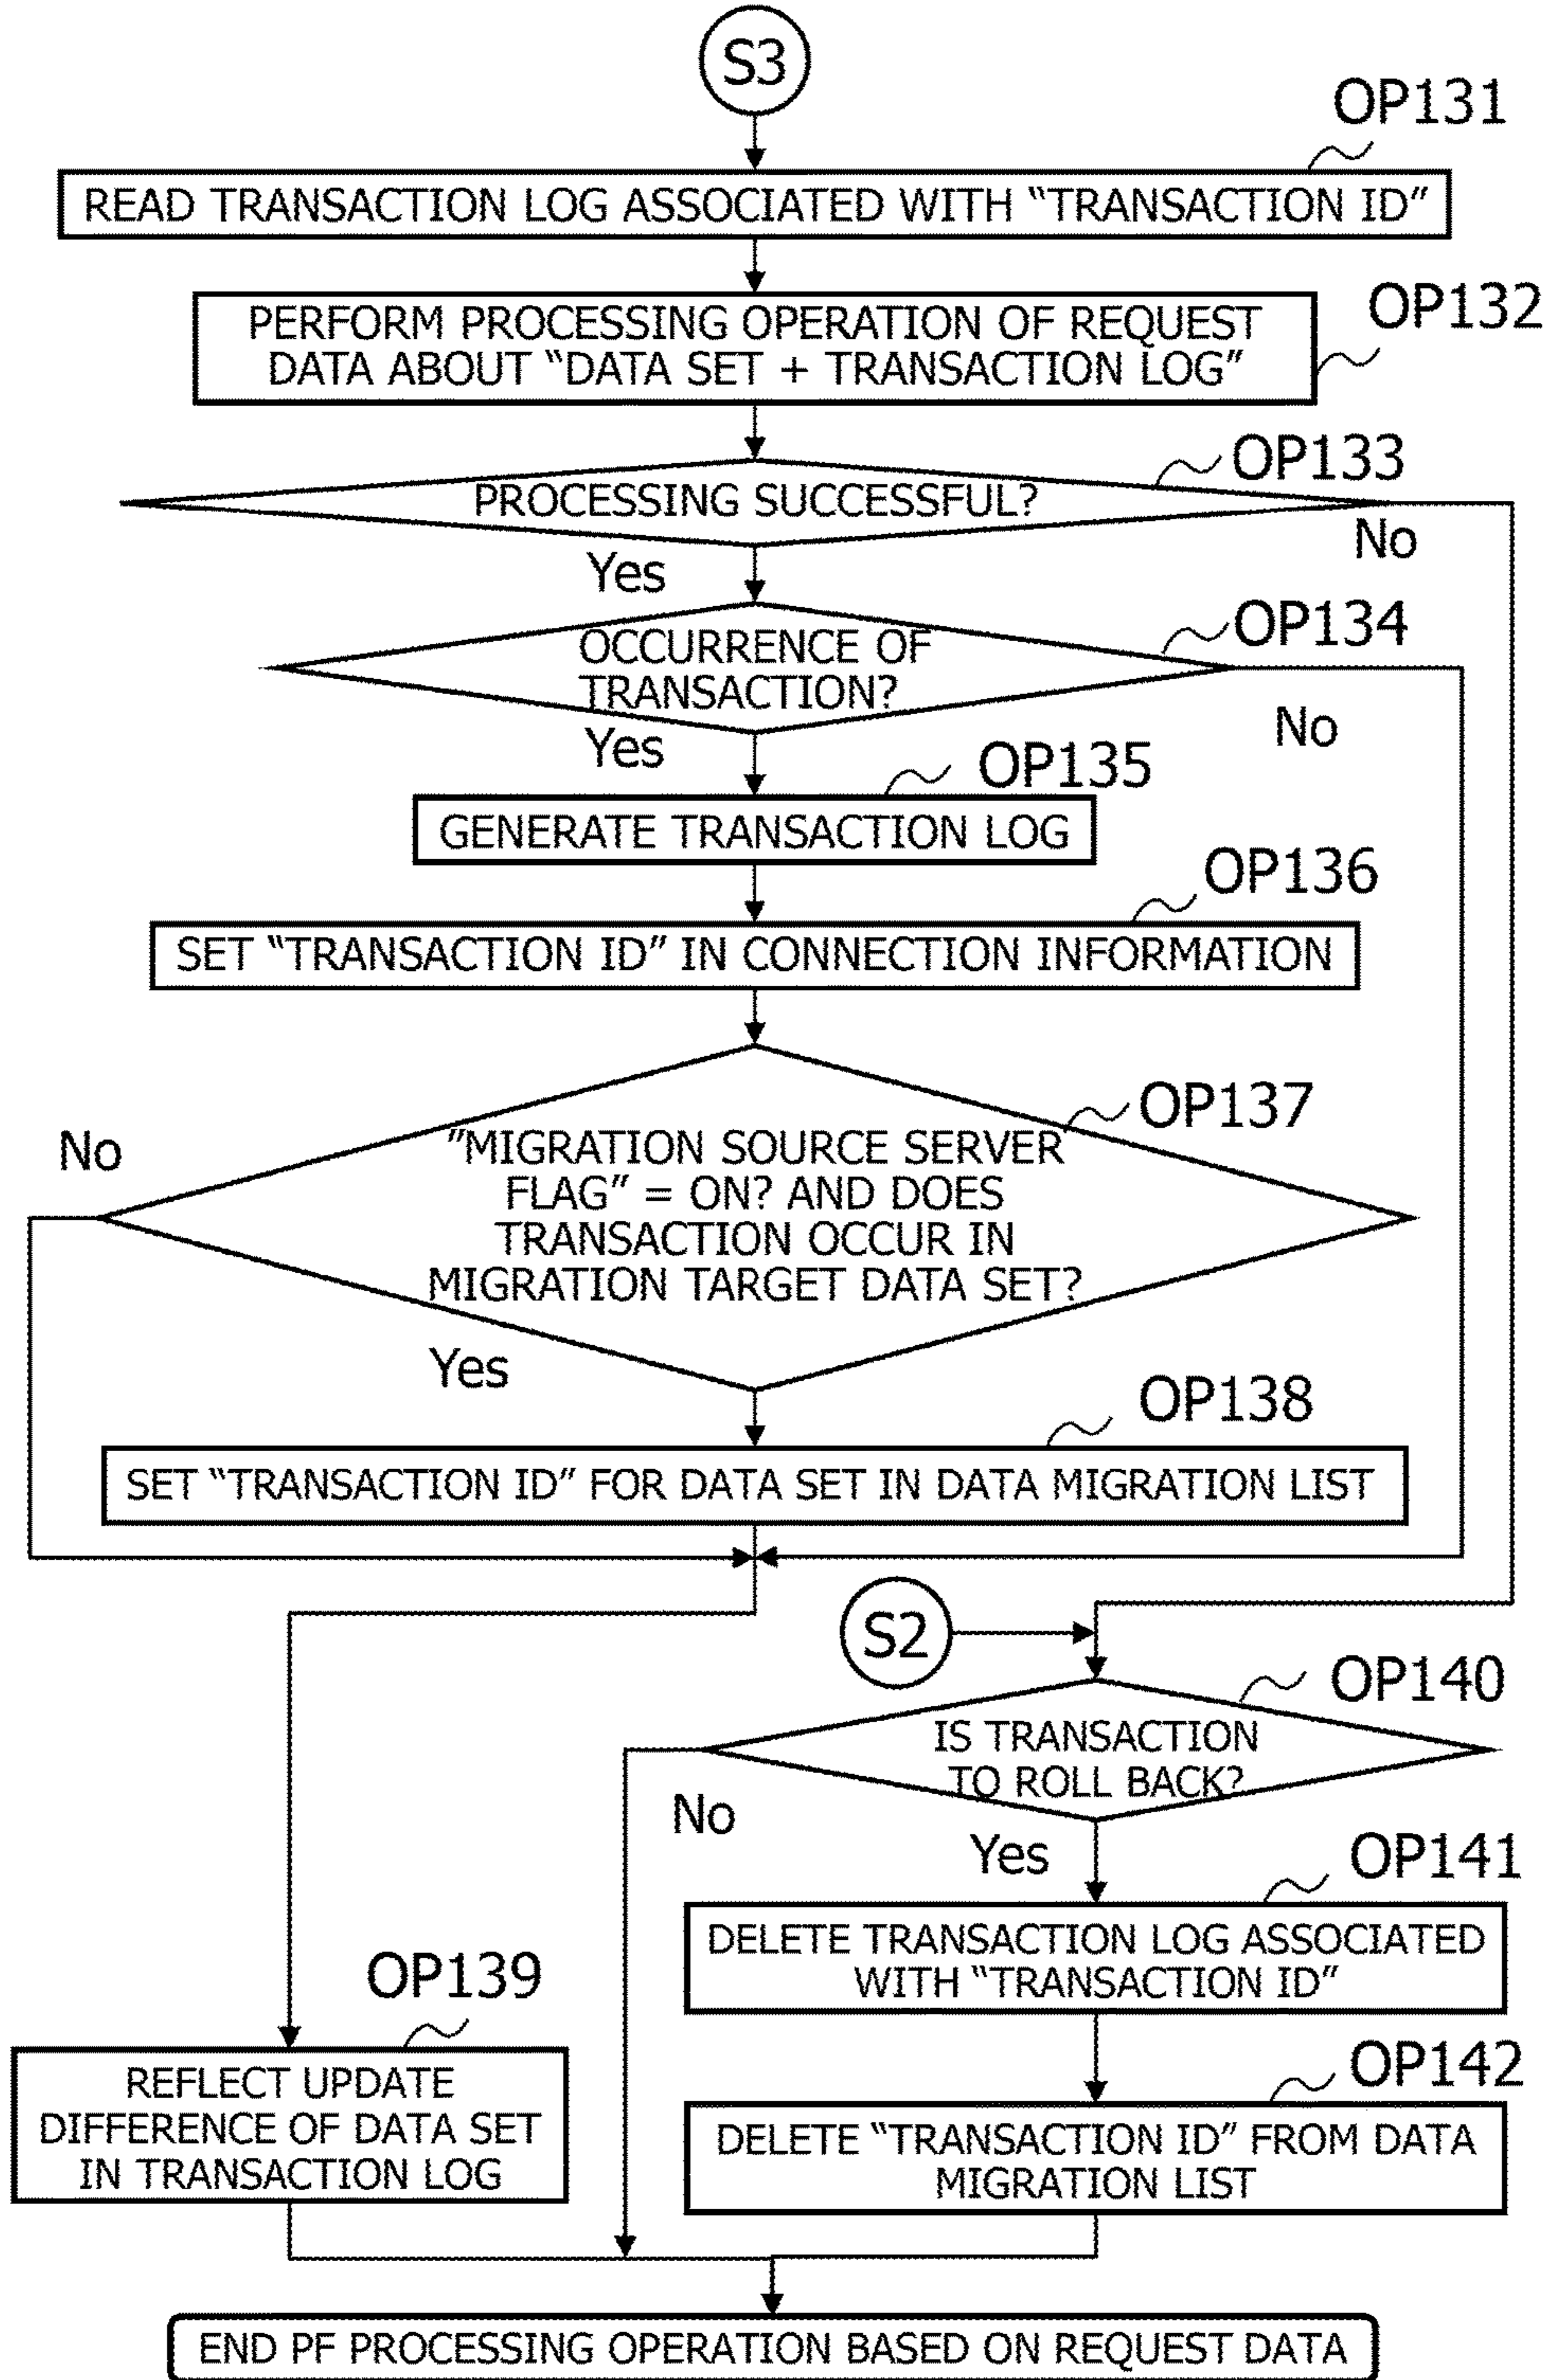 S3
OP131
READ TRANSACTION LOG ASSOCIATED WITH “TRANSACTION ID”
OP132
PERFORM PROCESSING OPERATION OF REQUEST
DATA ABOUT “DATA SET + TRANSACTION LOG”
OP133
PROCESSING SUCCESSFUL?
No
Yes
OP134
OCCURRENCE OF
TRANSACTION?
No
Yes
OP135
GENERATE TRANSACTION LOG
OP136
SET “TRANSACTION ID” IN CONNECTION INFORMATION
OP137
No
”MIGRATION SOURCE SERVER
FLAG” = ON? AND DOES
TRANSACTION OCCUR IN
MIGRATION TARGET DATA SET?
Yes
OP138
SET “TRANSACTION ID” FOR DATA SET IN DATA MIGRATION LIST
S2
OP140
IS TRANSACTION
TO ROLL BACK?
No
Yes
OP141
DELETE TRANSACTION LOG ASSOCIATED
WITH “TRANSACTION ID”
OP139
REFLECT UPDATE
DIFFERENCE OF DATA SET
IN TRANSACTION LOG
OP142
DELETE “TRANSACTION ID” FROM DATA
MIGRATION LIST
END PF PROCESSING OPERATION BASED ON REQUEST DATA